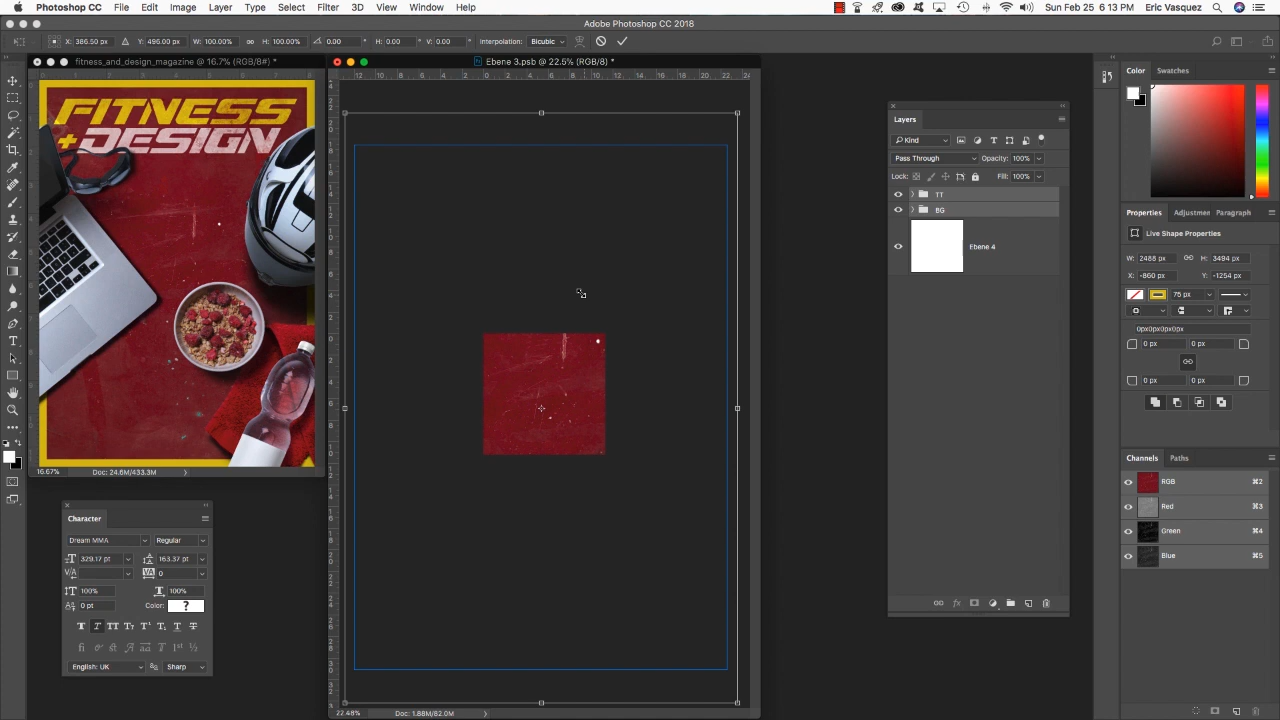 Photoshop CC File Edit Image Layer Type Select Filter 3D View Window Help
Sun Feb 25 6:13 PM Eric Vasquez
Adobe Photoshop CC 2018
X: 386.50 px Y: 496.00 px W: 100.00% H: 100.00% 0.00 H: 0.00 V: 0.00 Interpolation: Bicubic
fitness_and_design_magazine @ 16.7% (RGB/8#) *
Ebene 3.psb @ 22.5% (RGB/8) *
FITNESS
+DESIGN
16.67% Doc: 24.6M/433.3M
Character
Dream MMA Regular
329.17 pt 163.37 pt
V/A VA 0
100% 100%
0 pt Color: ?
English: UK Sharp
22.48% Doc: 1.88M/82.0M
Layers
Kind
Pass Through Opacity: 100%
Lock: Fill: 100%
TT
BG
Ebene 4
Color Swatches
Properties Adjustmen Paragraph
Live Shape Properties
W: 2488 px H: 3494 px
X: -860 px Y: -1254 px
75 px
0px0px0px0px
0 px 0 px
0 px 0 px
Channels Paths
RGB ⌘2
Red ⌘3
Green ⌘4
Blue ⌘5